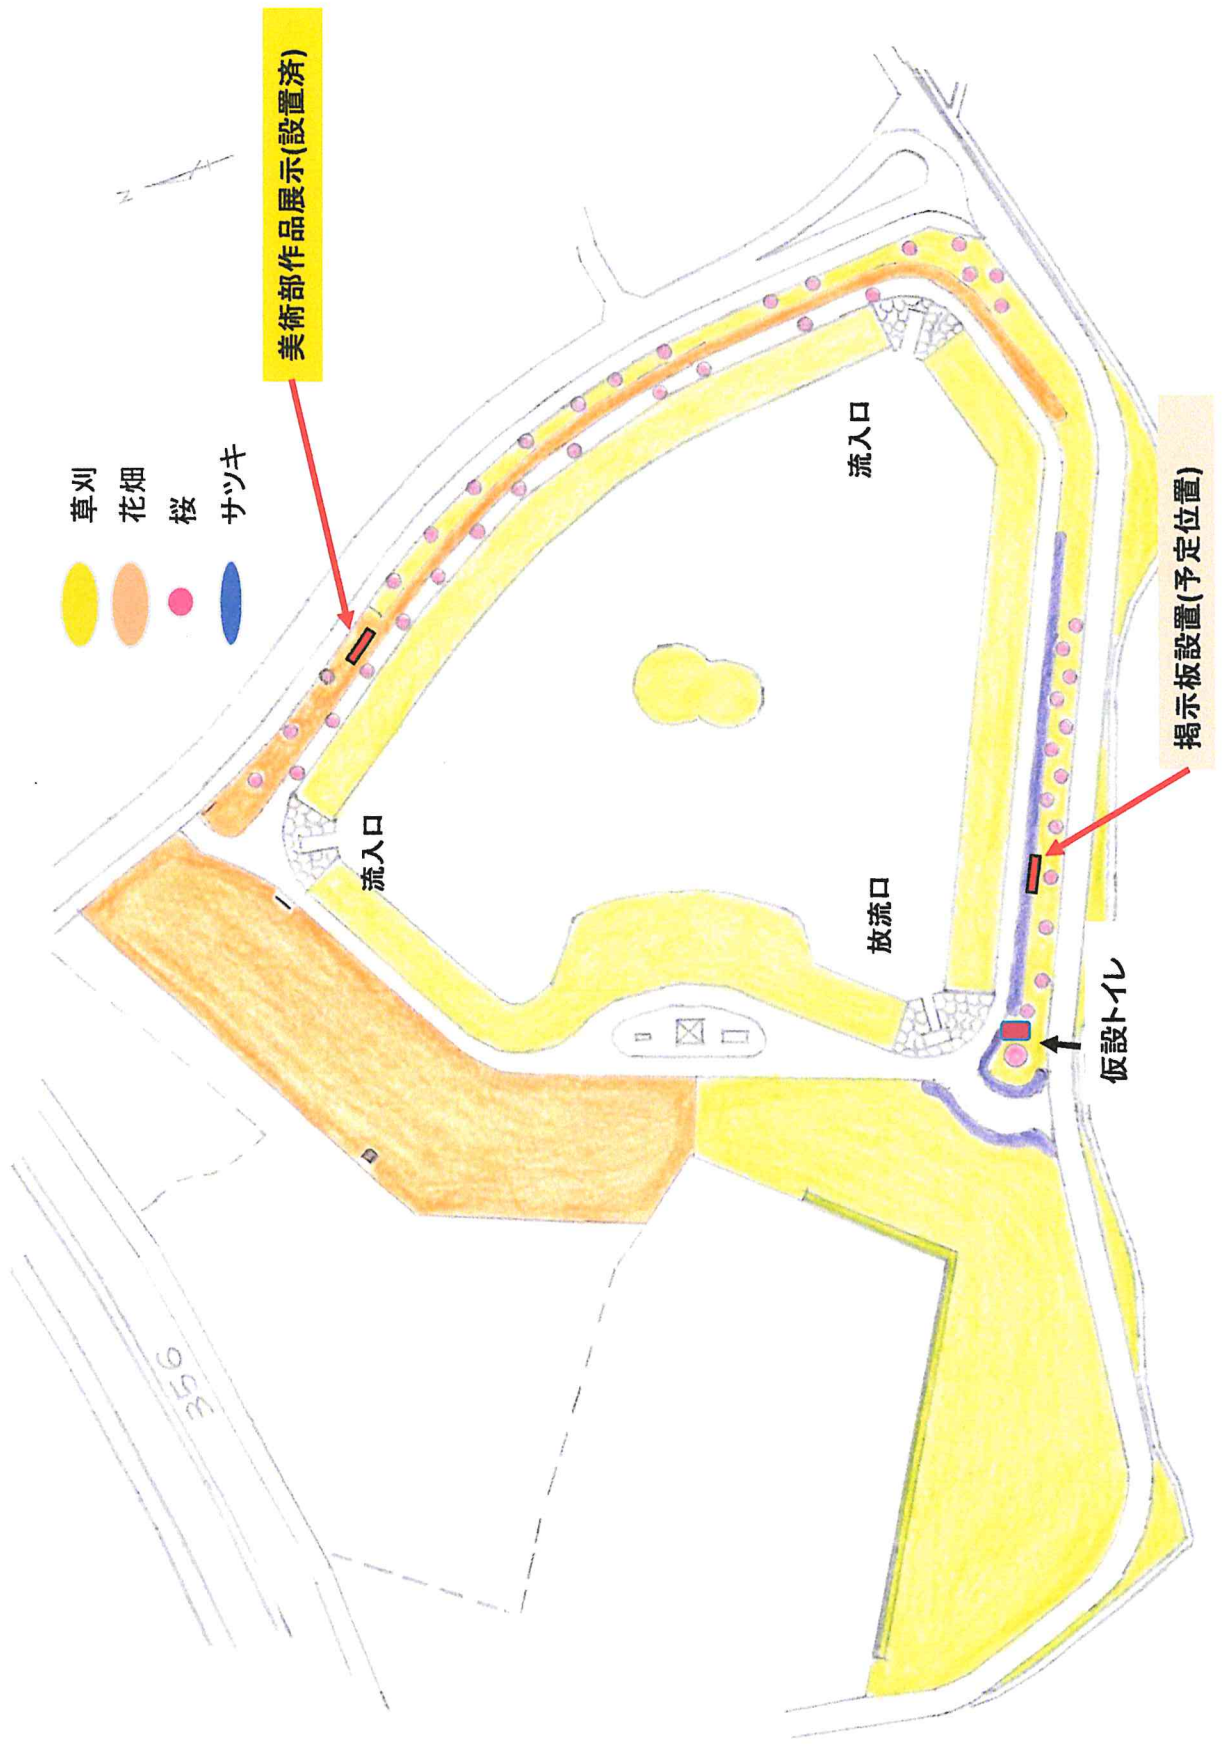 N
美術部作品展示(設置済)
草刈
花畑
桜
サツキ
流入口
流入口
放流口
掲示板設置(予定位置)
仮設トイレ
356